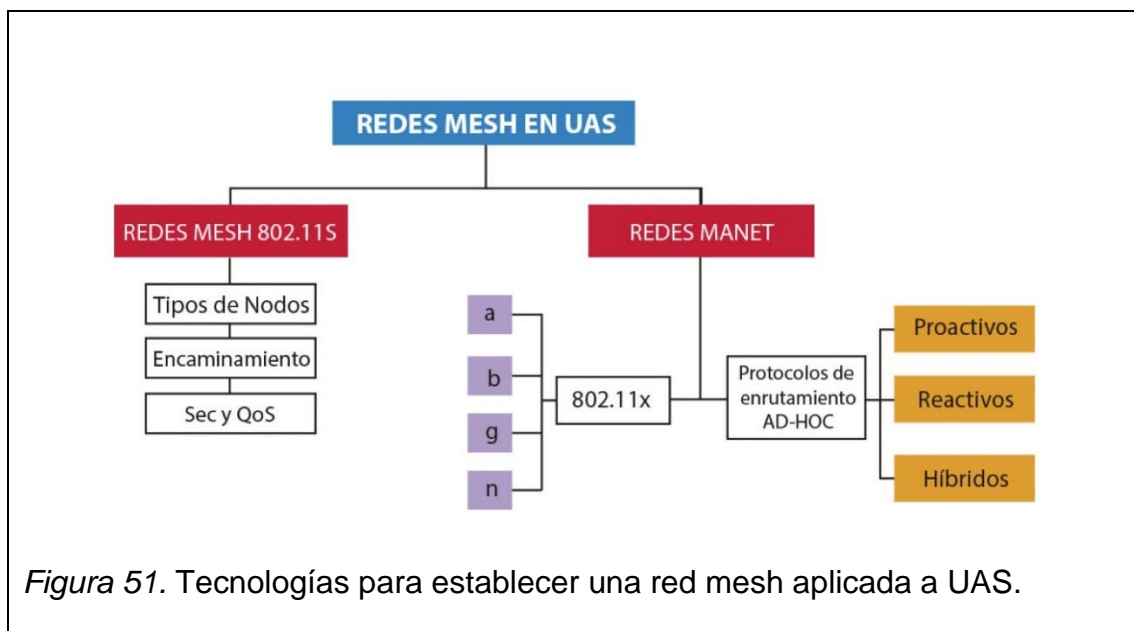 REDES MESH EN UAS
REDES MESH 802.11S
REDES MANET
Tipos de Nodos
Encaminamiento
Sec y QoS
a
b
g
n
802.11x
Protocolos de
enrutamiento
AD-HOC
Proactivos
Reactivos
Híbridos
Figura 51. Tecnologías para establecer una red mesh aplicada a UAS.